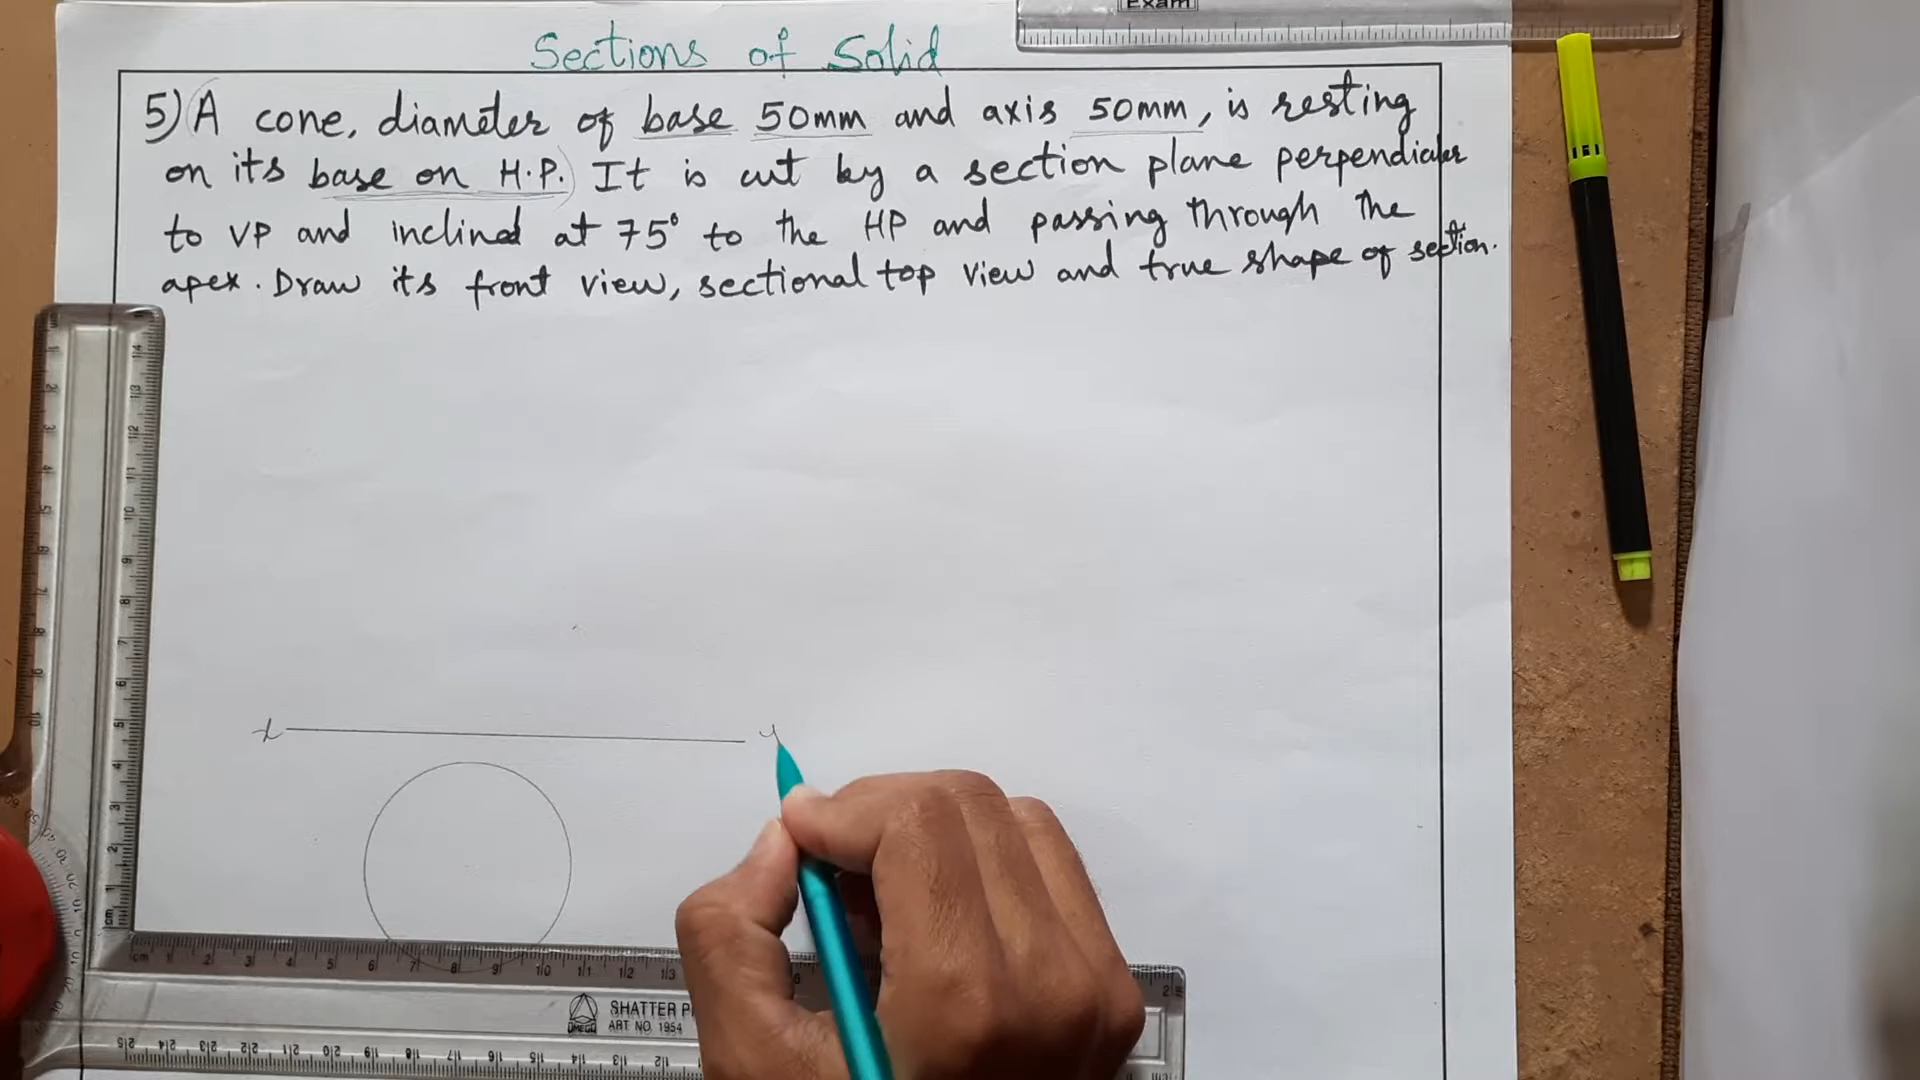 Exam
Sections of Solid
5) A cone, diameter of base 50mm and axis 50mm, is resting
on its base on H.P. It is cut by a section plane perpendicular
to VP and inclined at 75° to the HP and passing through the
apex. Draw its front view, sectional top view and true shape of section.
x y
SHATTER P
OMEGA ART NO. 1954